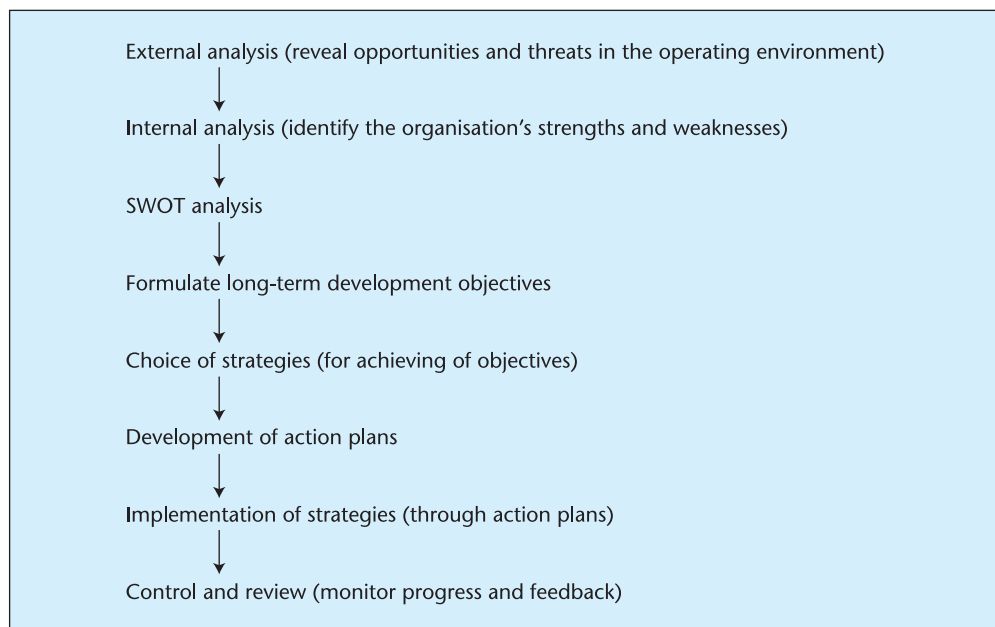 External analysis (reveal opportunities and threats in the operating environment)
Internal analysis (identify the organisation's strengths and weaknesses)
SWOT analysis
Formulate long-term development objectives
Choice of strategies (for achieving of objectives)
Development of action plans
Implementation of strategies (through action plans)
Control and review (monitor progress and feedback)